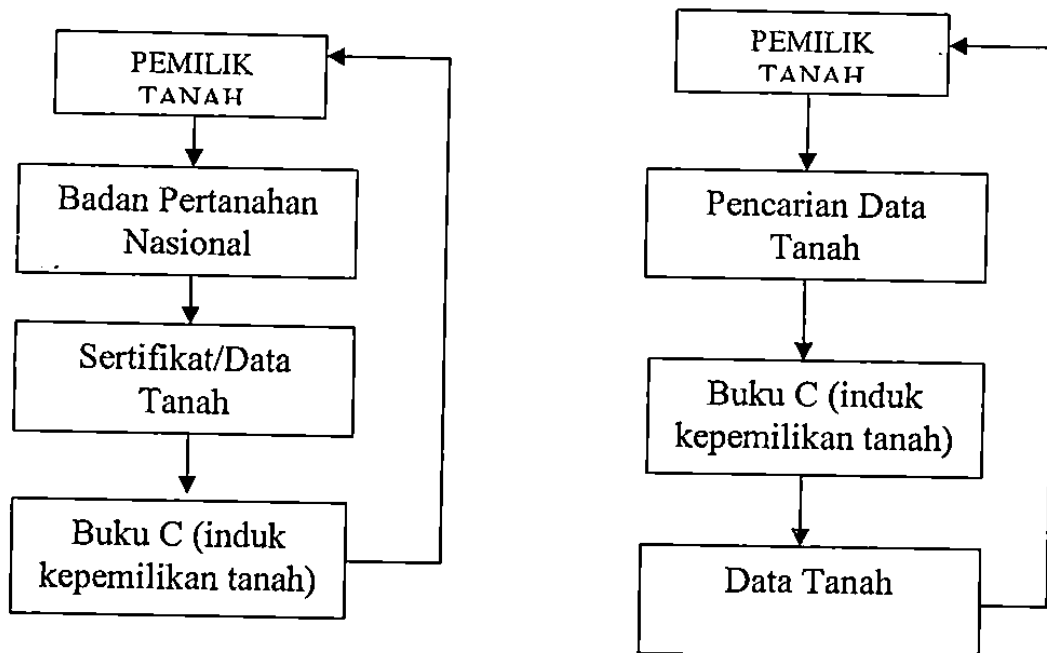 PEMILIK
TANAH
Badan Pertanahan
Nasional
Sertifikat/Data
Tanah
Buku C (induk
kepemilikan tanah)
PEMILIK
TANAH
Pencarian Data
Tanah
Buku C (induk
kepemilikan tanah)
Data Tanah